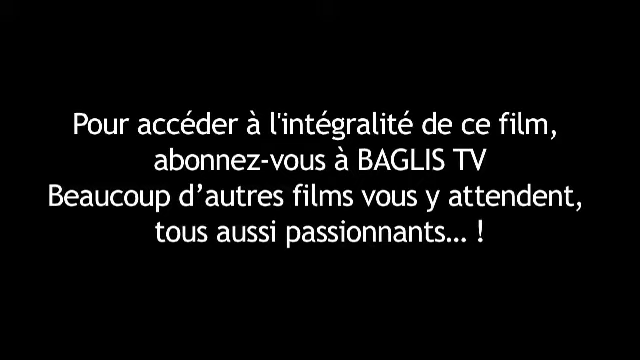 Pour accéder à l'intégralité de ce film,
abonnez-vous à BAGLIS TV
Beaucoup d’autres films vous y attendent,
tous aussi passionnants... !